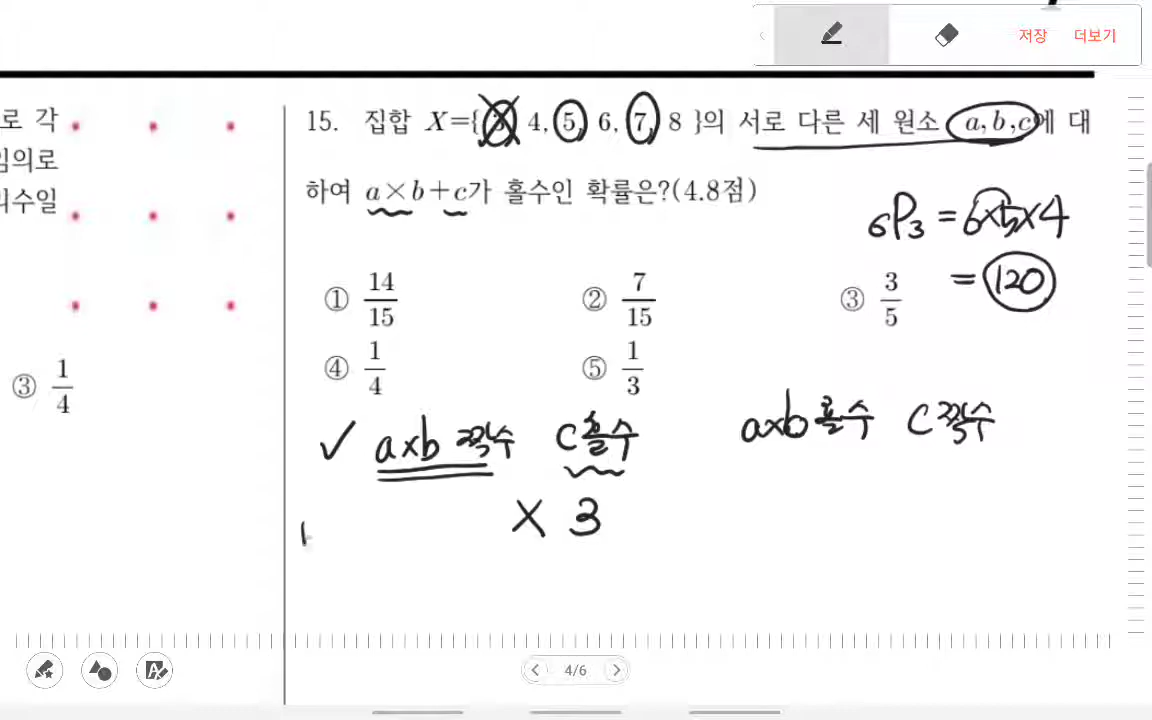 저장 더보기
로 각
임의로
수일
③ 1/4
15. 집합 X={ 3, 4, 5, 6, 7, 8 }의 서로 다른 세 원소 a, b, c에 대
하여 a×b+c가 홀수인 확률은?(4.8점)
₆P₃ = 6×5×4
= 120
① 14/15 ② 7/15 ③ 3/5
④ 1/4 ⑤ 1/3
✓ a×b 짝수 c 홀수 a×b 홀수 c 짝수
× 3
4/6